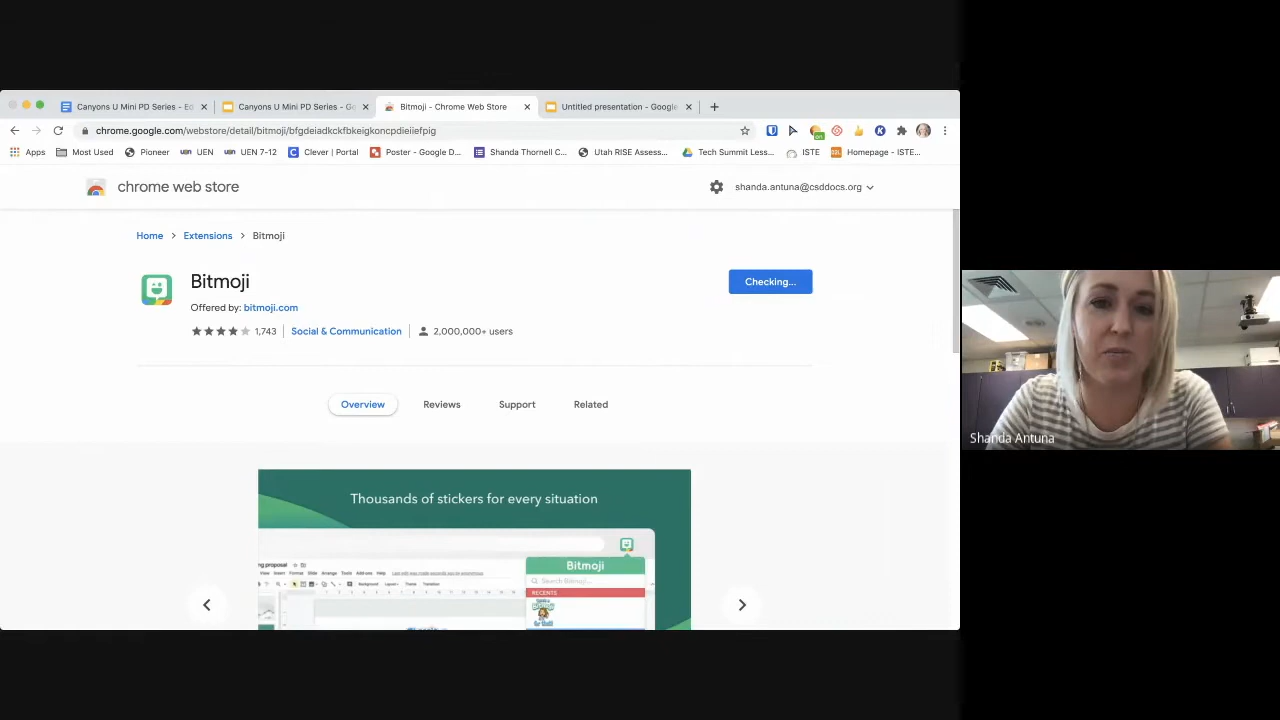 Canyons U Mini PD Series - Ed
Canyons U Mini PD Series - Go
Bitmoji - Chrome Web Store
Untitled presentation - Google
chrome.google.com/webstore/detail/bitmoji/bfgdeiadkckfbkeigkoncpdieiiefpig
Apps
Most Used
Pioneer
UEN
UEN 7-12
Clever | Portal
Poster - Google D...
Shanda Thornell C...
Utah RISE Assess...
Tech Summit Less...
ISTE
Homepage - ISTE...
chrome web store
shanda.antuna@csddocs.org
Home > Extensions > Bitmoji
Bitmoji
Checking...
Offered by: bitmoji.com
1,743
Social & Communication
2,000,000+ users
Overview
Reviews
Support
Related
Shanda Antuna
Thousands of stickers for every situation
Bitmoji
Search Bitmoji...
RECENTS